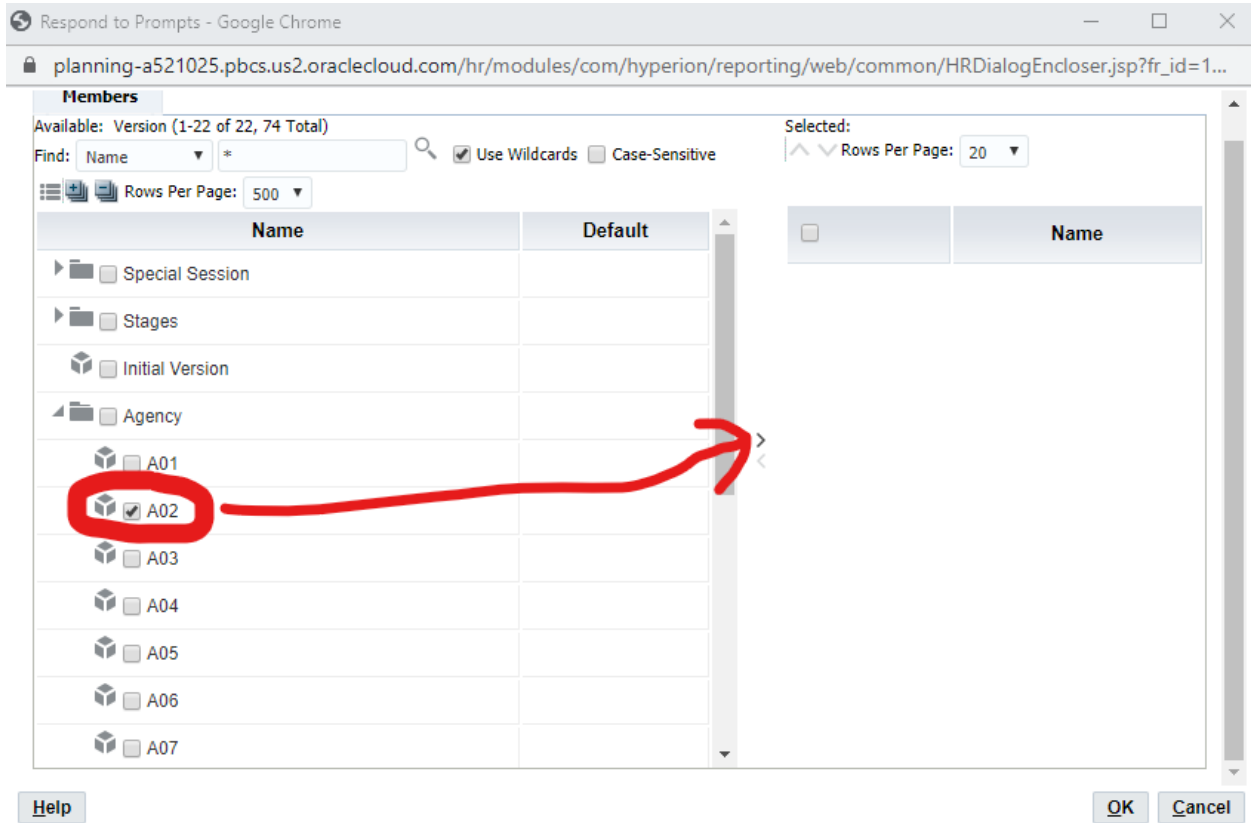 Respond to Prompts - Google Chrome
planning-a521025.pbcs.us2.oraclecloud.com/hr/modules/com/hyperion/reporting/web/common/HRDialogEncloser.jsp?fr_id=1...
Members
Available: Version (1-22 of 22, 74 Total)
Selected:
Find: Name * Use Wildcards Case-Sensitive
Rows Per Page: 20
Rows Per Page: 500
Name Default
Name
Special Session
Stages
Initial Version
Agency
A01
A02
A03
A04
A05
A06
A07
Help OK Cancel